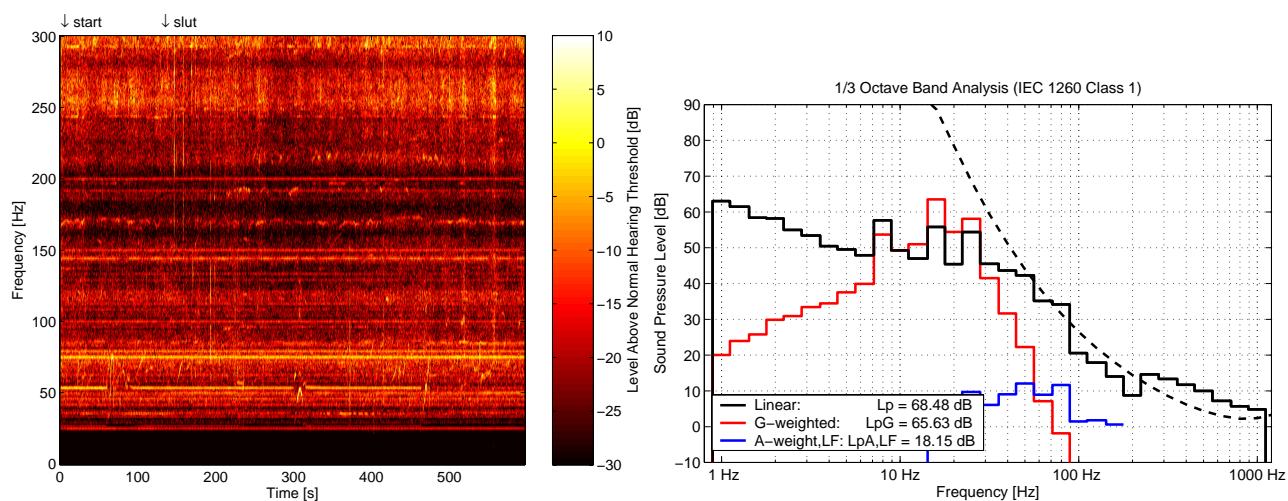 ↓ start
↓ slut
300
250
200
150
100
50
0
Frequency [Hz]
0
100
200
300
400
500
Time [s]
10
5
0
−5
−10
−15
−20
−25
−30
Level Above Normal Hearing Threshold [dB]
1/3 Octave Band Analysis (IEC 1260 Class 1)
90
80
70
60
50
40
30
20
10
0
−10
Sound Pressure Level [dB]
Linear: Lp = 68.48 dB
G−weighted: LpG = 65.63 dB
A−weight,LF: LpA,LF = 18.15 dB
1 Hz
10 Hz
100 Hz
1000 Hz
Frequency [Hz]